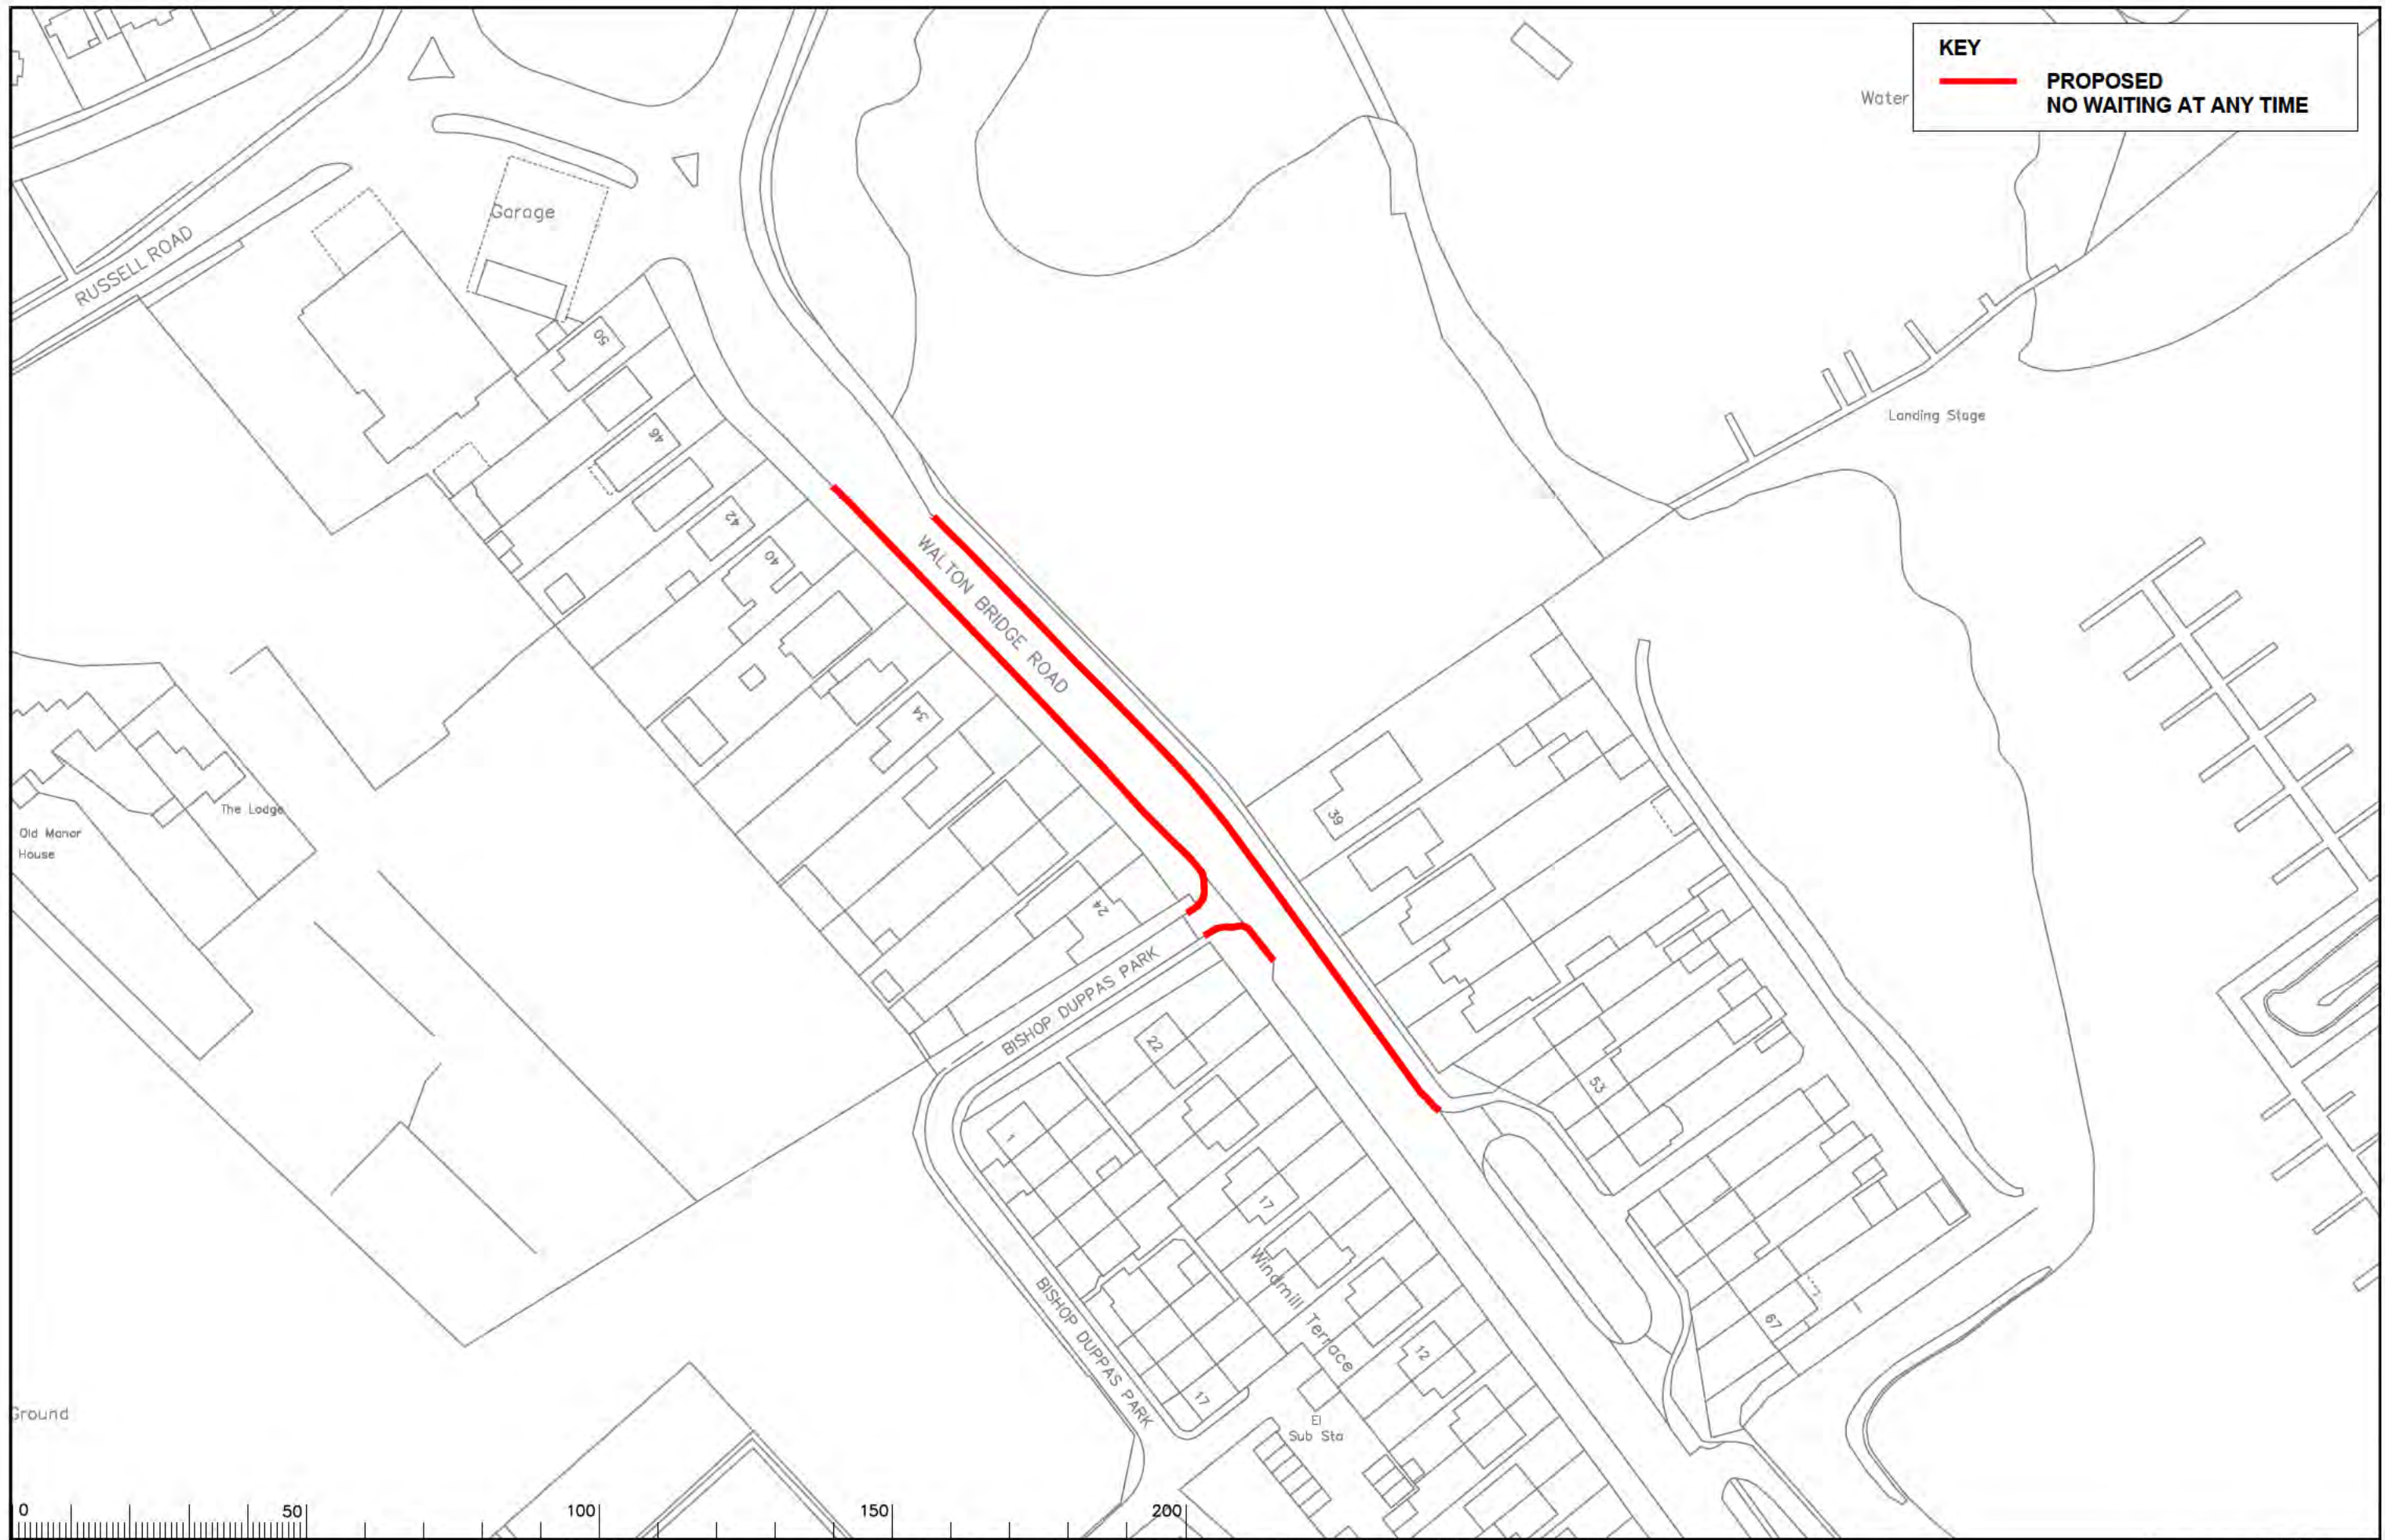 KEY
PROPOSED
NO WAITING AT ANY TIME
Water
Garage
RUSSELL ROAD
50
46
42
40
34
24
Landing Stage
WALTON BRIDGE ROAD
The Lodge
Old Manor
House
39
BISHOP DUPPAS PARK
22
1
53
17
Windmill Terrace
BISHOP DUPPAS PARK
12
67
17
El
Sub Sta
Ground
0 50 100 150 200